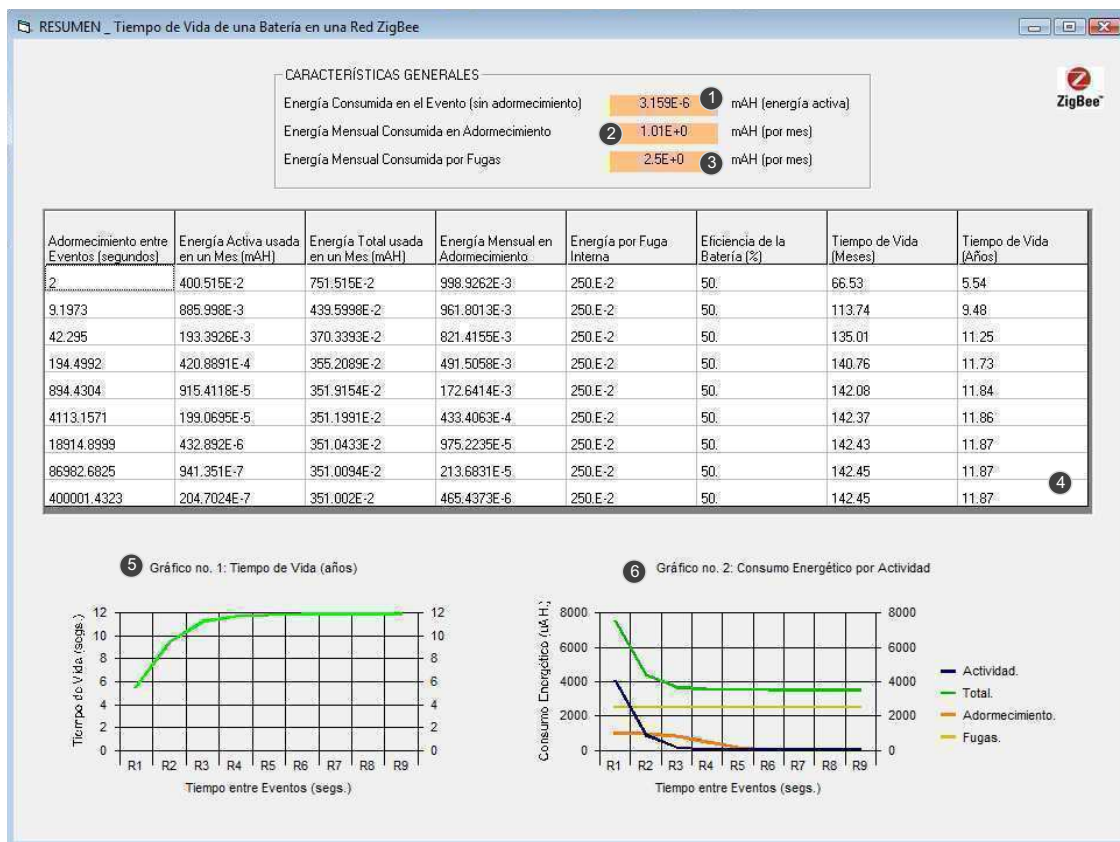 RESUMEN _ Tiempo de Vida de una Batería en una Red ZigBee
CARACTERÍSTICAS GENERALES
Energía Consumida en el Evento (sin adormecimiento) 3.159E-6 1 mAH (energía activa)
Energía Mensual Consumida en Adormecimiento 2 1.01E+0 mAH (por mes)
Energía Mensual Consumida por Fugas 2.5E+0 3 mAH (por mes)
ZigBee™
Adormecimiento entre Eventos (segundos) Energía Activa usada en un Mes (mAH) Energía Total usada en un Mes (mAH) Energía Mensual en Adormecimiento Energía por Fuga Interna Eficiencia de la Batería (%) Tiempo de Vida (Meses) Tiempo de Vida (Años)
2 400.515E-2 751.515E-2 998.9262E-3 250.E-2 50. 66.53 5.54
9.1973 885.998E-3 439.5998E-2 961.8013E-3 250.E-2 50. 113.74 9.48
42.295 193.3926E-3 370.3393E-2 821.4155E-3 250.E-2 50. 135.01 11.25
194.4992 420.8891E-4 355.2089E-2 491.5058E-3 250.E-2 50. 140.76 11.73
894.4304 915.4118E-5 351.9154E-2 172.6414E-3 250.E-2 50. 142.08 11.84
4113.1571 199.0695E-5 351.1991E-2 433.4063E-4 250.E-2 50. 142.37 11.86
18914.8999 432.892E-6 351.0433E-2 975.2235E-5 250.E-2 50. 142.43 11.87
86982.6825 941.351E-7 351.0094E-2 213.6831E-5 250.E-2 50. 142.45 11.87
400001.4323 204.7024E-7 351.002E-2 465.4373E-6 250.E-2 50. 142.45 11.87 4
5 Gráfico no. 1: Tiempo de Vida (años)
Tiempo de Vida (segs.)
12 12
10 10
8 8
6 6
4 4
2 2
0 0
R1 R2 R3 R4 R5 R6 R7 R8 R9
Tiempo entre Eventos (segs.)
6 Gráfico no. 2: Consumo Energético por Actividad
Consumo Energético (uAH.)
8000 8000
6000 6000
4000 4000
2000 2000
0 0
R1 R2 R3 R4 R5 R6 R7 R8 R9
Tiempo entre Eventos (segs.)
Actividad.
Total.
Adormecimiento.
Fugas.